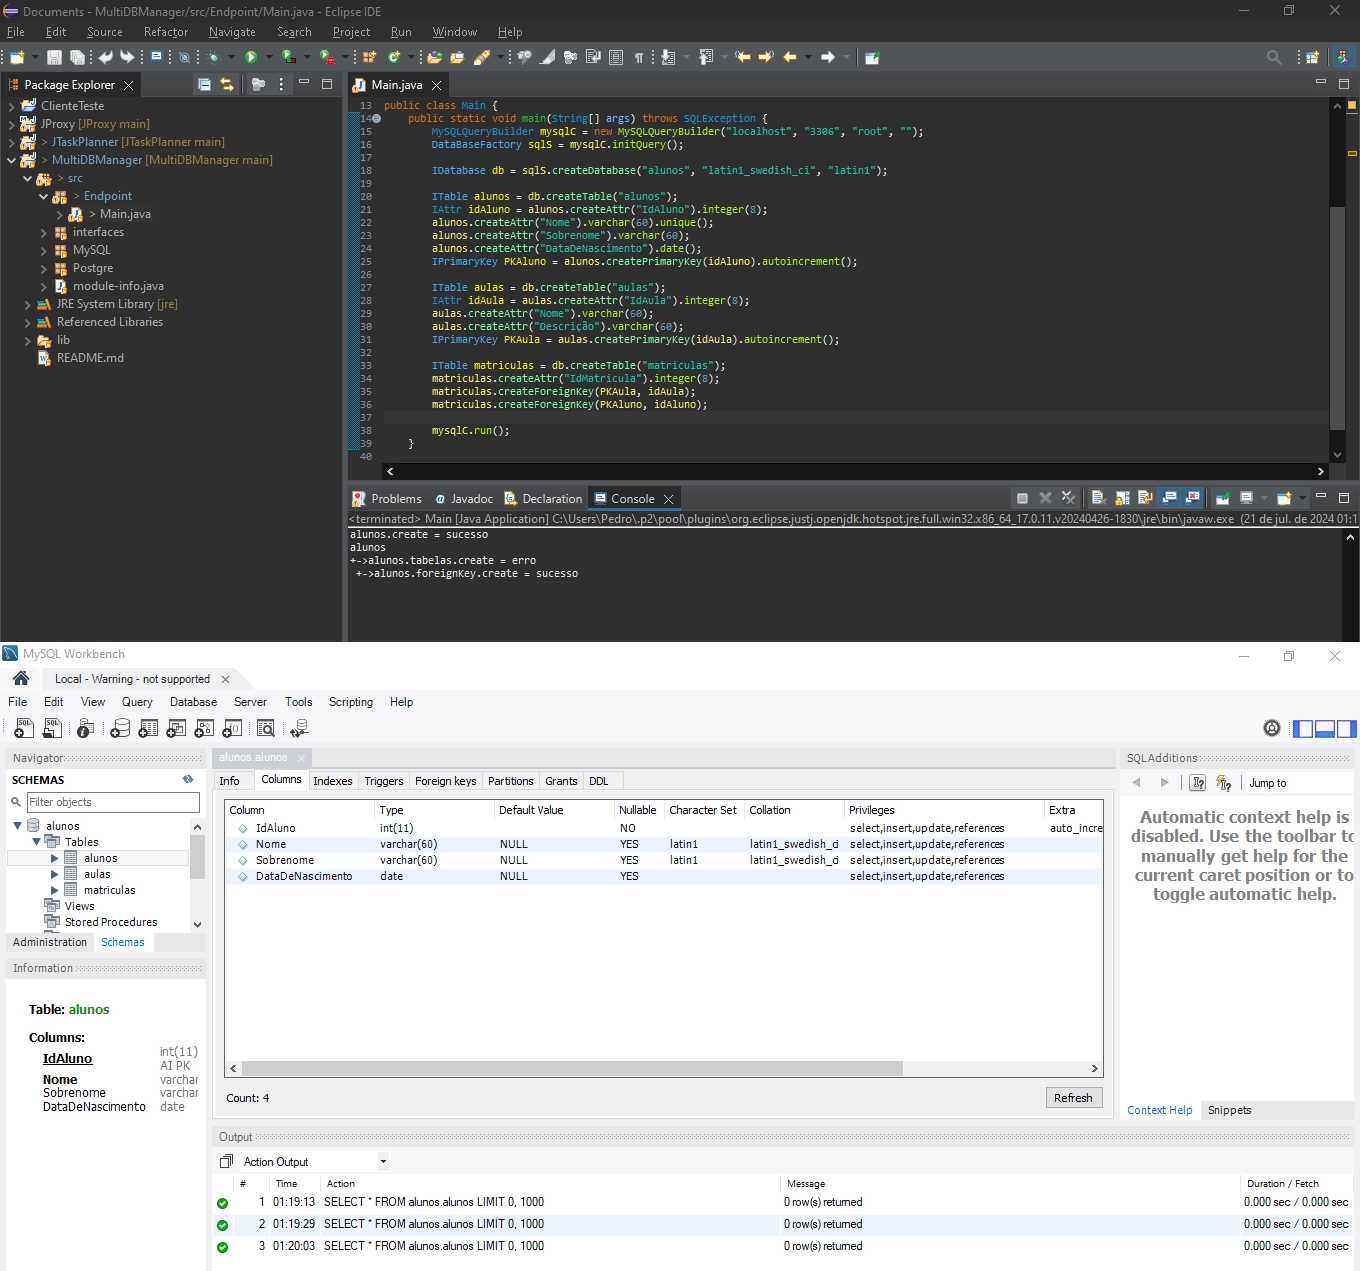 Documents - MultiDBManager/src/Endpoint/Main.java - Eclipse IDE
File Edit Source Refactor Navigate Search Project Run Window Help
Package Explorer
ClienteTeste
JProxy [JProxy main]
> JTaskPlanner [JTaskPlanner main]
> MultiDBManager [MultiDBManager main]
> src
> Endpoint
> Main.java
interfaces
MySQL
Postgre
module-info.java
JRE System Library [jre]
Referenced Libraries
lib
README.md
Main.java
13 public class Main {
14 public static void main(String[] args) throws SQLException {
15 MySQLQueryBuilder mysqlC = new MySQLQueryBuilder("localhost", "3306", "root", "");
16 DataBaseFactory sqlS = mysqlC.initQuery();
17
18 IDatabase db = sqlS.createDatabase("alunos", "latin1_swedish_ci", "latin1");
19
20 ITable alunos = db.createTable("alunos");
21 IAttr idAluno = alunos.createAttr("IdAluno").integer(8);
22 alunos.createAttr("Nome").varchar(60).unique();
23 alunos.createAttr("Sobrenome").varchar(60);
24 alunos.createAttr("DataDeNascimento").date();
25 IPrimaryKey PKAluno = alunos.createPrimaryKey(idAluno).autoincrement();
26
27 ITable aulas = db.createTable("aulas");
28 IAttr idAula = aulas.createAttr("IdAula").integer(8);
29 aulas.createAttr("Nome").varchar(60);
30 aulas.createAttr("Descrição").varchar(60);
31 IPrimaryKey PKAula = aulas.createPrimaryKey(idAula).autoincrement();
32
33 ITable matriculas = db.createTable("matriculas");
34 matriculas.createAttr("IdMatricula").integer(8);
35 matriculas.createForeignKey(PKAula, idAula);
36 matriculas.createForeignKey(PKAluno, idAluno);
37
38 mysqlC.run();
39 }
40
Problems Javadoc Declaration Console
<terminated> Main [Java Application] C:\Users\Pedro\.p2\pool\plugins\org.eclipse.justj.openjdk.hotspot.jre.full.win32.x86_64_17.0.11.v20240426-1830\jre\bin\javaw.exe (21 de jul. de 2024 01:1
alunos.create = sucesso
alunos
+->alunos.tabelas.create = erro
+->alunos.foreignKey.create = sucesso
MySQL Workbench
Local - Warning - not supported
File Edit View Query Database Server Tools Scripting Help
Navigator
SCHEMAS
Filter objects
alunos
Tables
alunos
aulas
matriculas
Views
Stored Procedures
Administration Schemas
Information
Table: alunos
Columns:
IdAluno int(11)
AI PK
Nome varchar
Sobrenome varchar
DataDeNascimento date
alunos.alunos
Info Columns Indexes Triggers Foreign keys Partitions Grants DDL
Column Type Default Value Nullable Character Set Collation Privileges Extra
IdAluno int(11) NO select,insert,update,references auto_incre
Nome varchar(60) NULL YES latin1 latin1_swedish_ci select,insert,update,references
Sobrenome varchar(60) NULL YES latin1 latin1_swedish_ci select,insert,update,references
DataDeNascimento date NULL YES select,insert,update,references
Count: 4
Refresh
SQLAdditions
Jump to
Automatic context help is
disabled. Use the toolbar to
manually get help for the
current caret position or to
toggle automatic help.
Context Help Snippets
Output
Action Output
# Time Action Message Duration / Fetch
1 01:19:13 SELECT * FROM alunos.alunos LIMIT 0, 1000 0 row(s) returned 0.000 sec / 0.000 sec
2 01:19:29 SELECT * FROM alunos.alunos LIMIT 0, 1000 0 row(s) returned 0.000 sec / 0.000 sec
3 01:20:03 SELECT * FROM alunos.alunos LIMIT 0, 1000 0 row(s) returned 0.000 sec / 0.000 sec